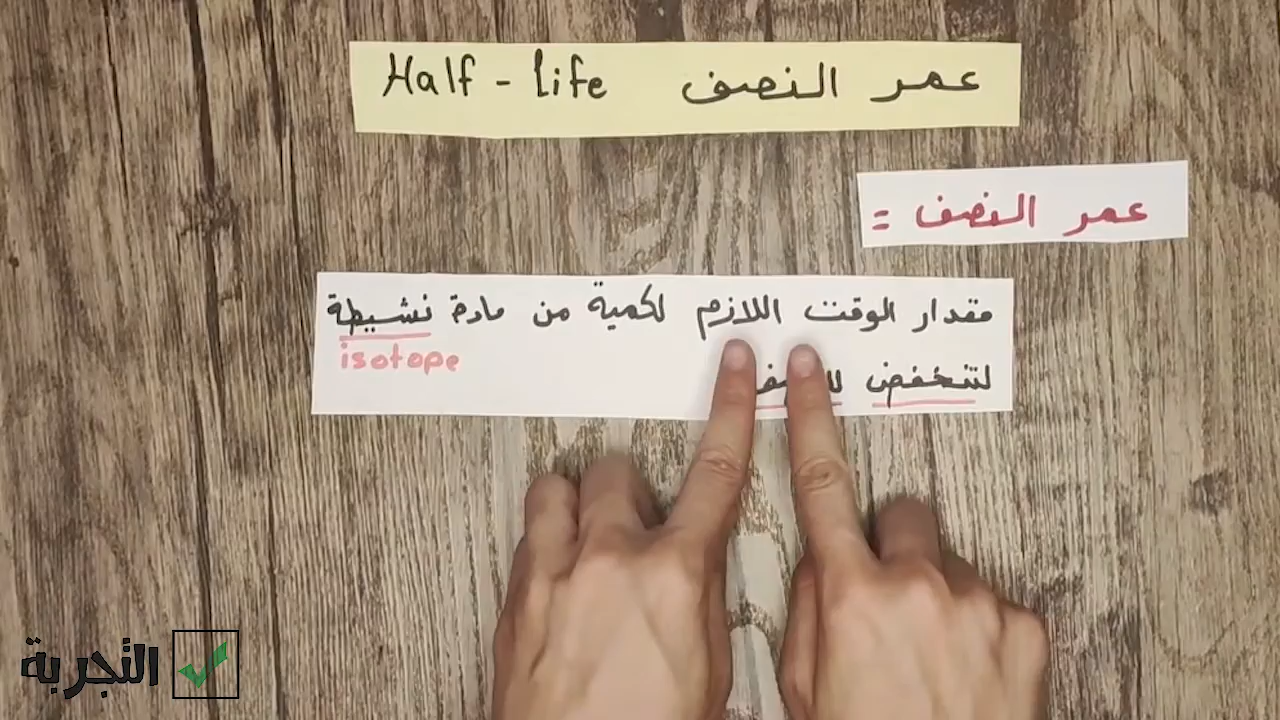 عمر النصف Half - life
عمر النصف =
مقدار الوقت اللازم لكمية من مادة نشيطة
isotope
لتنخفض
التجربة